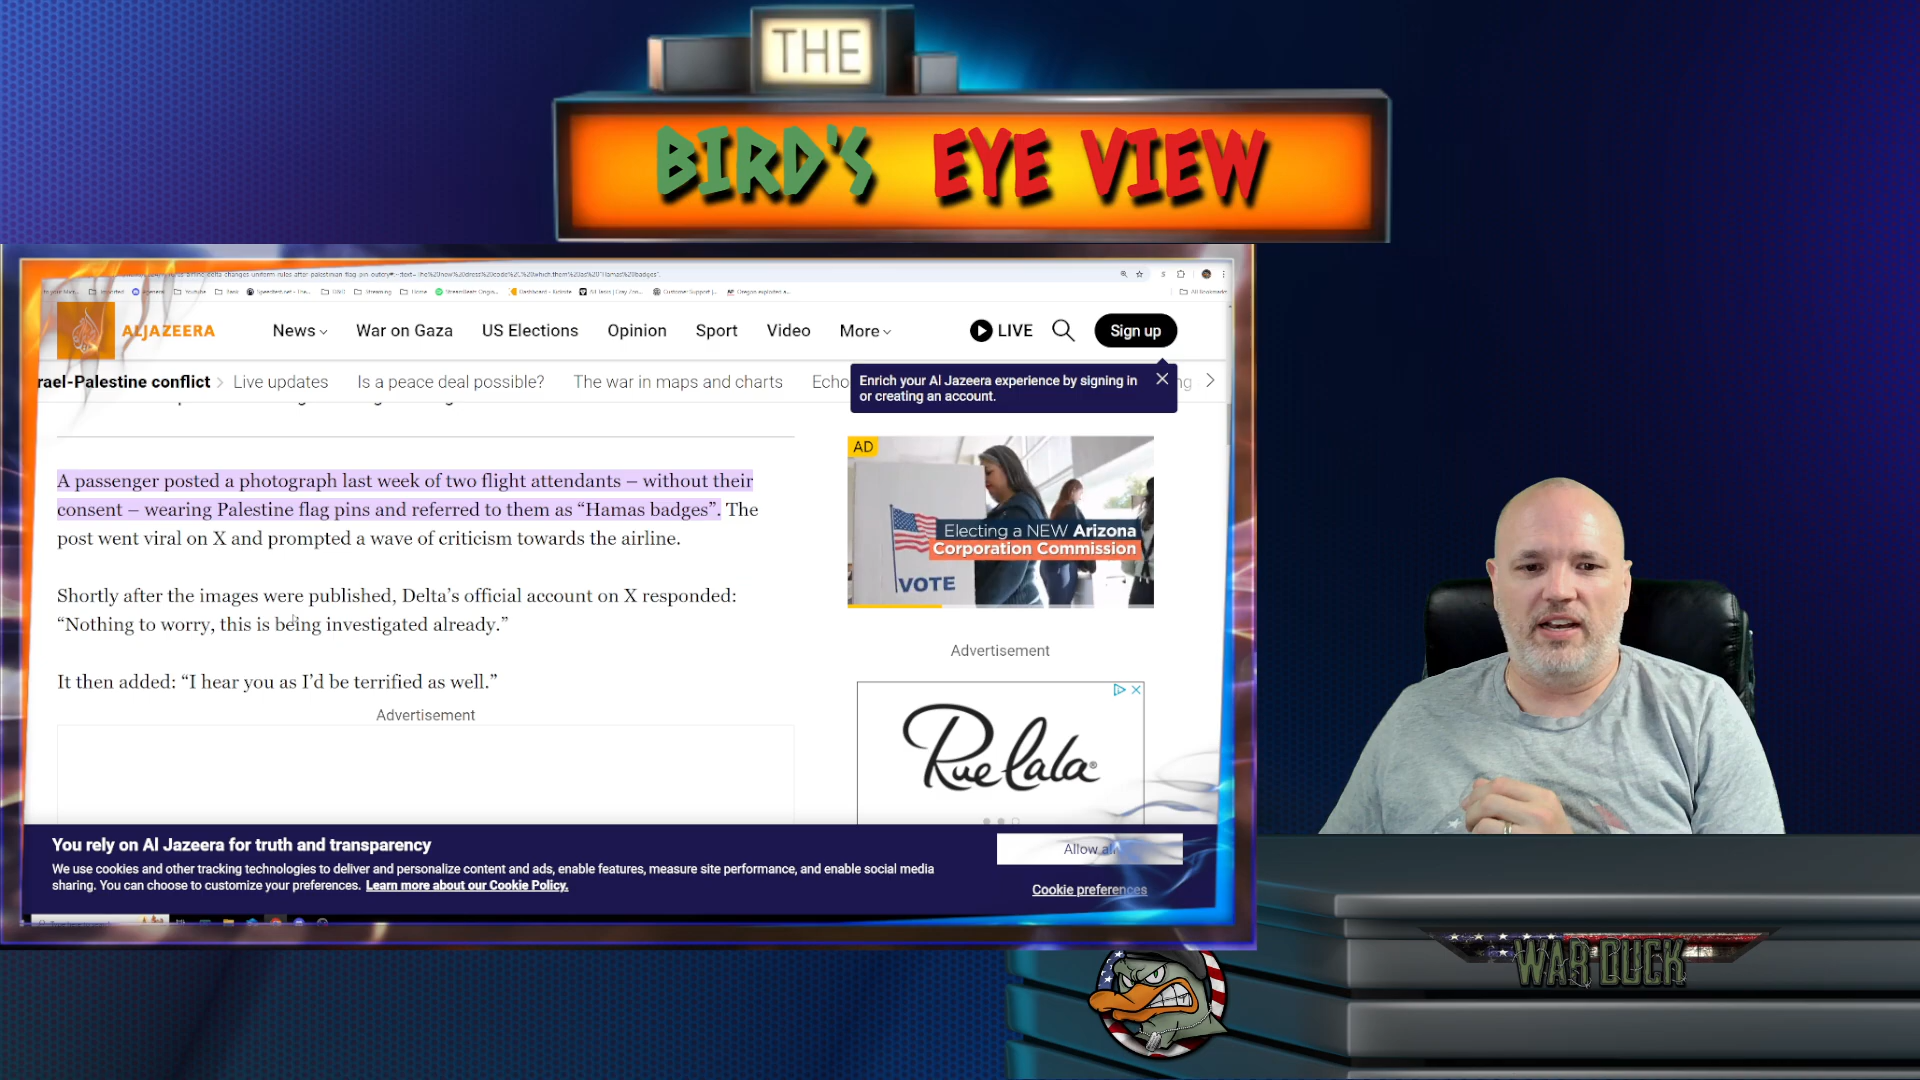 THE
BIRD'S EYE VIEW
ALJAZEERA
News
War on Gaza
US Elections
Opinion
Sport
Video
More
LIVE
Sign up
rael-Palestine conflict
Live updates
Is a peace deal possible?
The war in maps and charts
Echo
ng
Enrich your Al Jazeera experience by signing in
or creating an account.
A passenger posted a photograph last week of two flight attendants – without their
consent – wearing Palestine flag pins and referred to them as “Hamas badges”. The
post went viral on X and prompted a wave of criticism towards the airline.
Shortly after the images were published, Delta’s official account on X responded:
“Nothing to worry, this is being investigated already.”
It then added: “I hear you as I’d be terrified as well.”
Advertisement
AD
Electing a NEW Arizona
Corporation Commission
VOTE
Advertisement
Rue la la®
You rely on Al Jazeera for truth and transparency
We use cookies and other tracking technologies to deliver and personalize content and ads, enable features, measure site performance, and enable social media
sharing. You can choose to customize your preferences. Learn more about our Cookie Policy.
Allow all
Cookie preferences
WAR DUCK